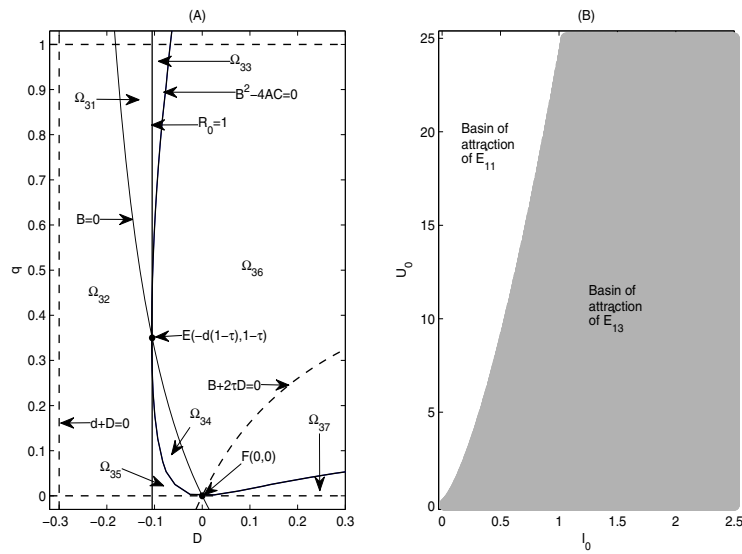 (A)
1
0.9
0.8
0.7
0.6
0.5
0.4
0.3
0.2
0.1
0
q
−0.3
−0.2
−0.1
0
0.1
0.2
0.3
D
Ω33
Ω31
B²−4AC=0
R0=1
B=0
Ω36
Ω32
E(−d(1−τ),1−τ)
B+2τD=0
d+D=0
Ω34
Ω37
Ω35
F(0,0)
(B)
25
20
15
10
5
0
U0
0
0.5
1
1.5
2
2.5
I0
Basin of
attraction
of E11
Basin of
attraction
of E13